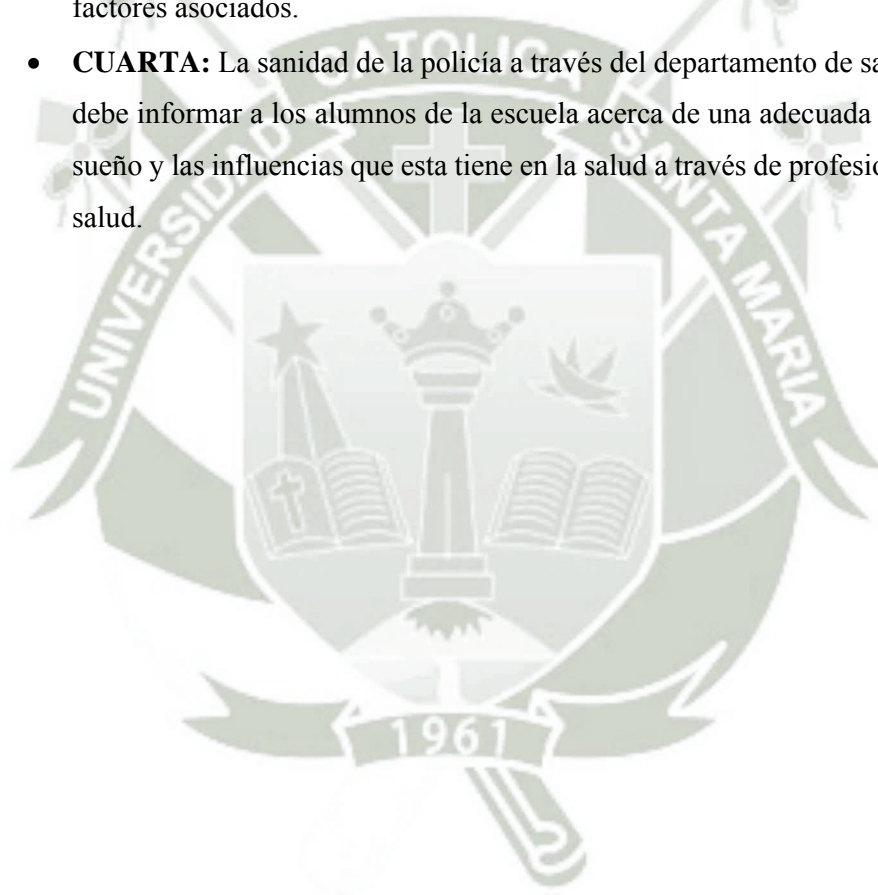 factores asociados.
• CUARTA: La sanidad de la policía a través del departamento de
debe informar a los alumnos de la escuela acerca de una adecuada
sueño y las influencias que esta tiene en la salud a través de
salud.
UNIVERSIDAD CATOLICA SANTA MARIA
1961